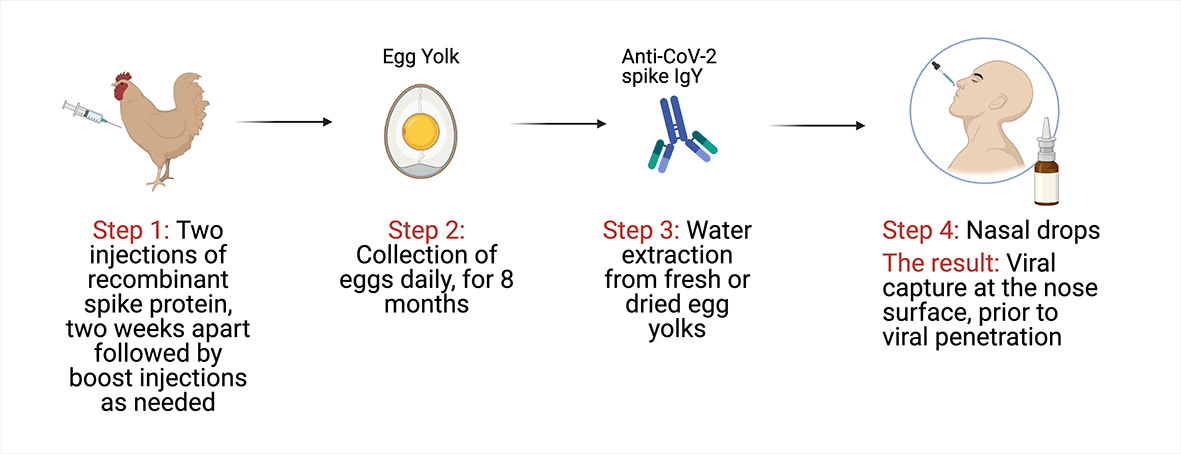 Egg Yolk
Anti-CoV-2
spike IgY
Step 1: Two
injections of
recombinant
spike protein,
two weeks apart
followed by
boost injections
as needed
Step 2:
Collection of
eggs daily, for 8
months
Step 3: Water
extraction
from fresh or
dried egg
yolks
Step 4: Nasal drops
The result: Viral
capture at the nose
surface, prior to
viral penetration